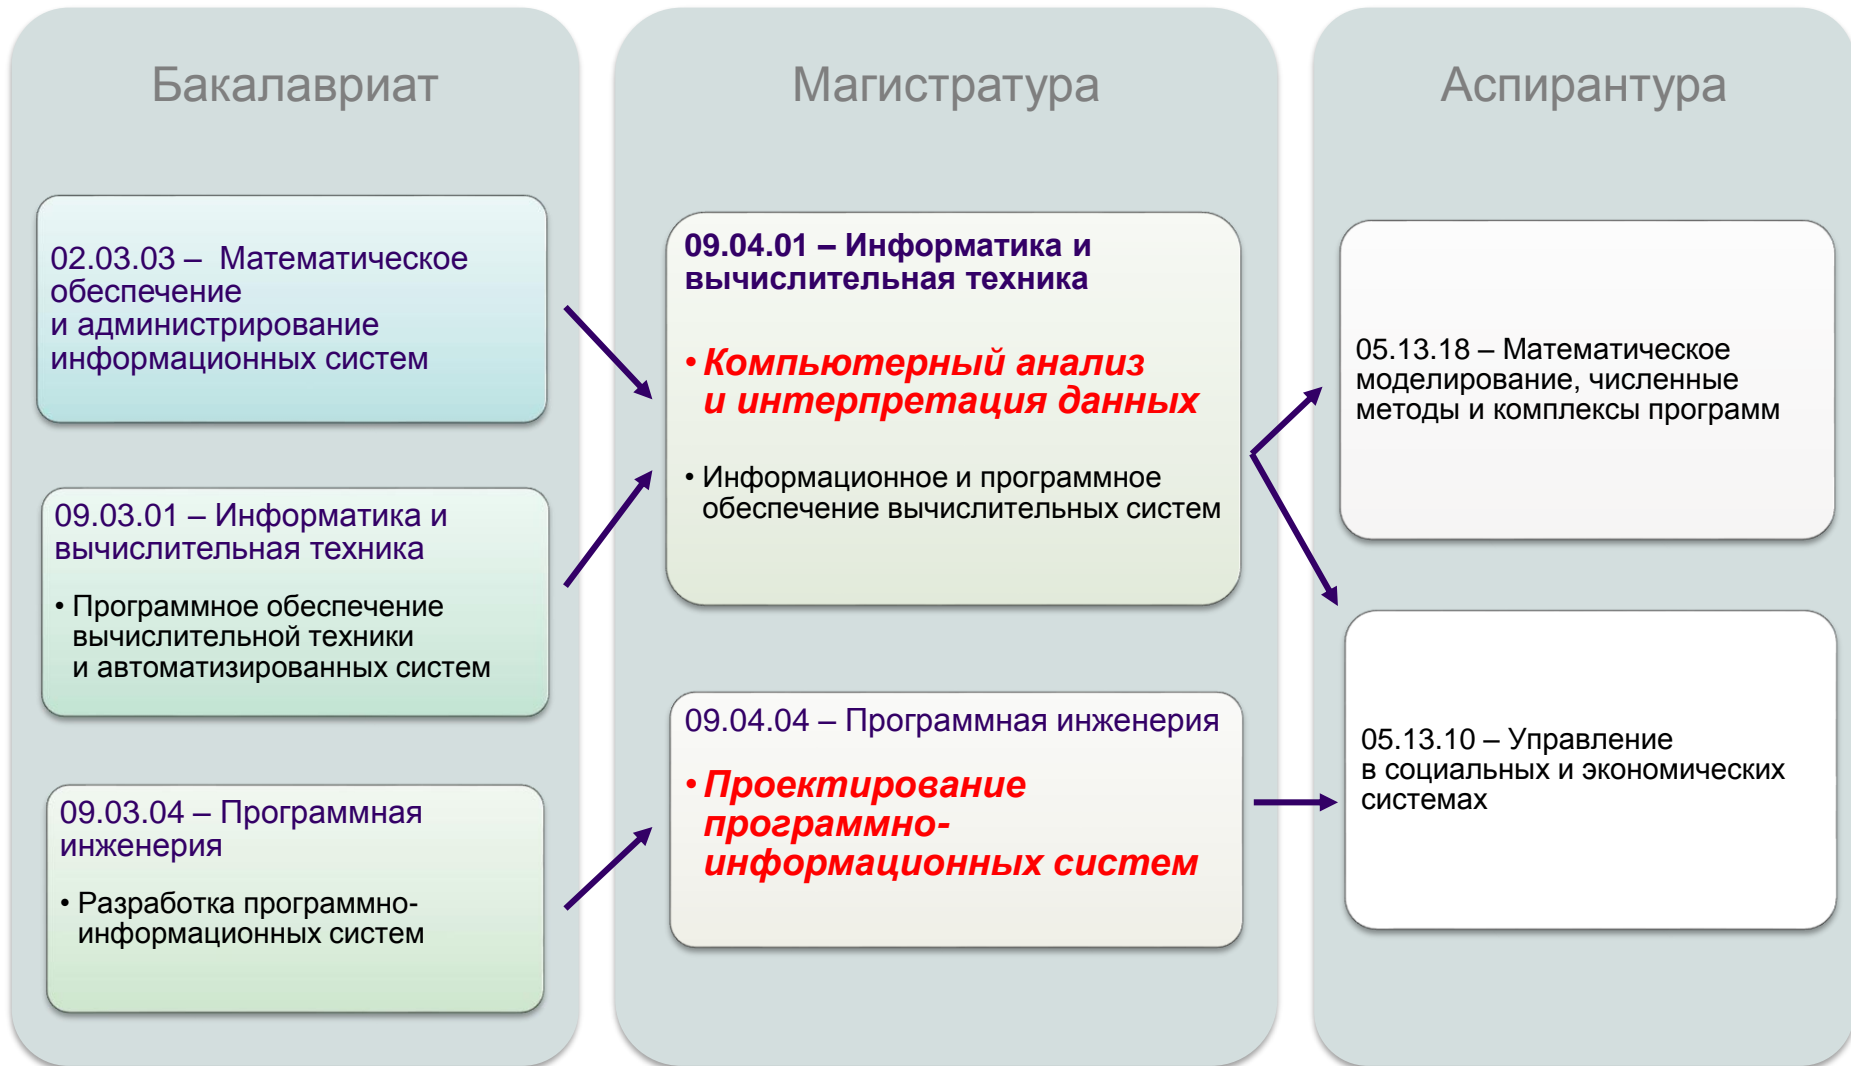 Бакалавриат
02.03.03 – Математическое
обеспечение
и администрирование
информационных систем
09.03.01 – Информатика и
вычислительная техника
• Программное обеспечение
вычислительной техники
и автоматизированных систем
09.03.04 – Программная
инженерия
• Разработка программно-
информационных систем
Магистратура
09.04.01 – Информатика и
вычислительная техника
• Компьютерный анализ
и интерпретация данных
• Информационное и программное
обеспечение вычислительных систем
09.04.04 – Программная инженерия
• Проектирование
программно-
информационных систем
Аспирантура
05.13.18 – Математическое
моделирование, численные
методы и комплексы программ
05.13.10 – Управление
в социальных и экономических
системах